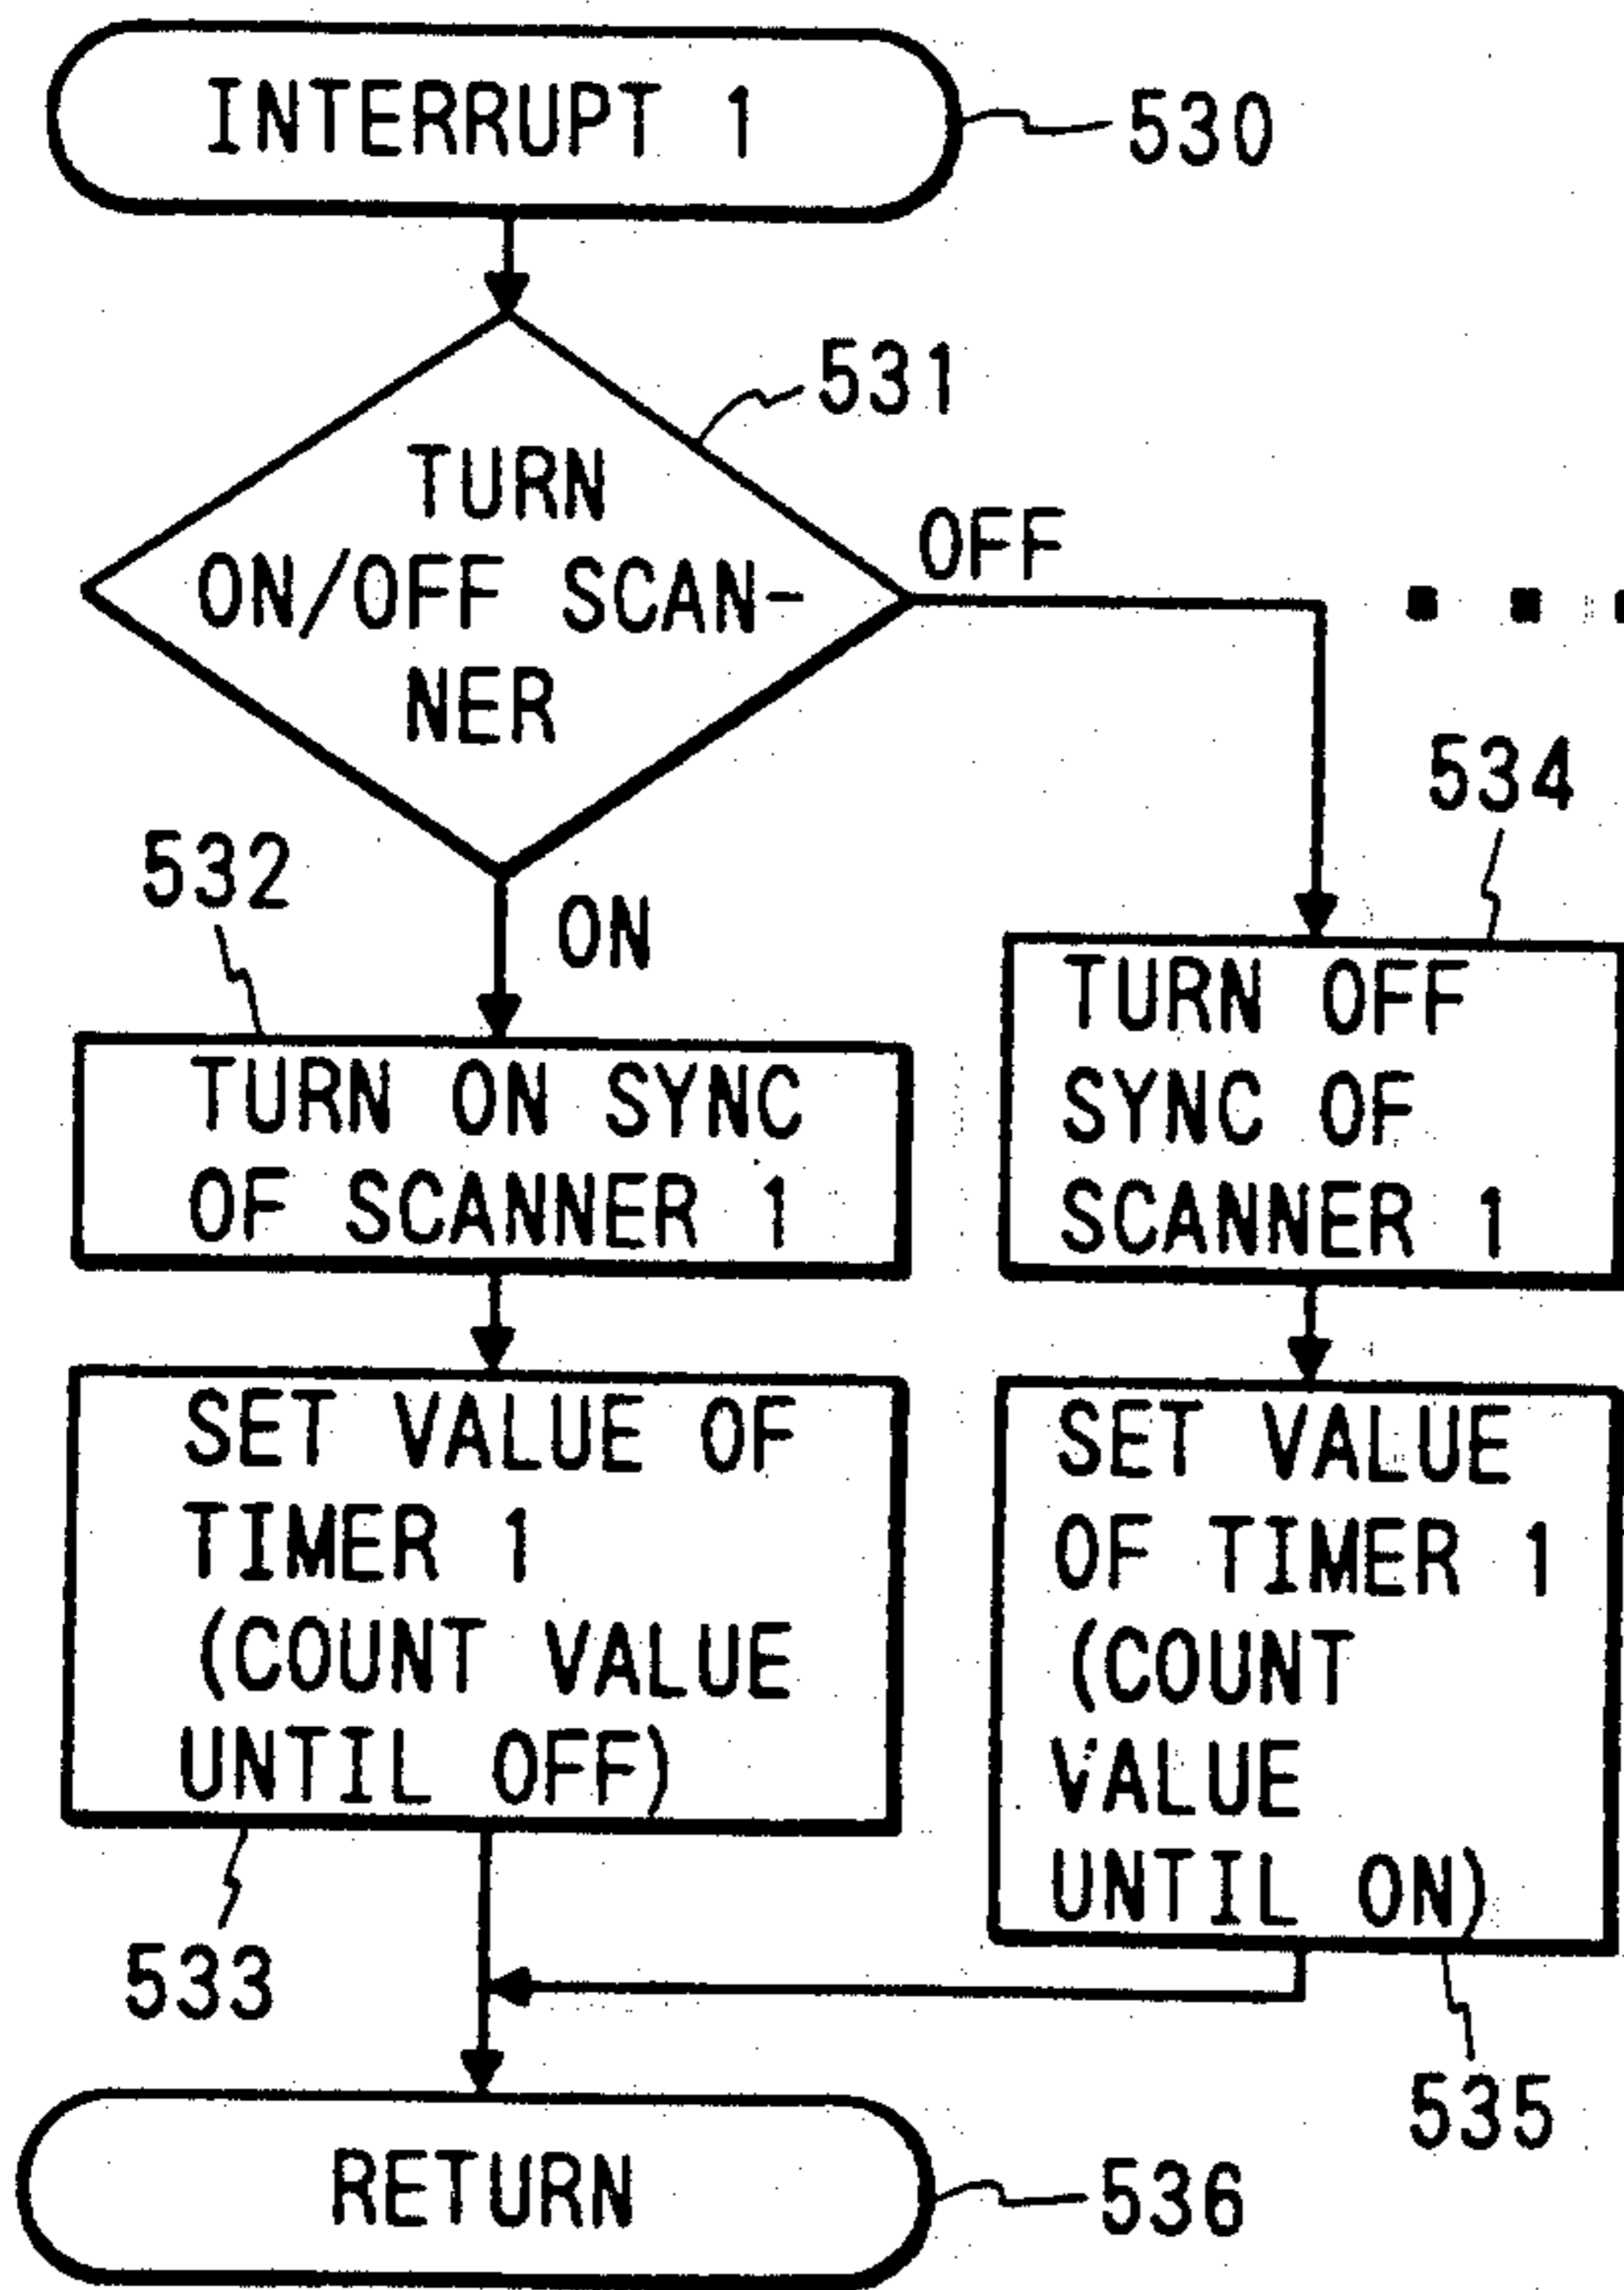 INTERRUPT 1
530
531
TURN
ON/OFF SCAN-
NER
OFF
534
532
ON
TURN ON SYNC
OF SCANNER 1
TURN OFF
SYNC OF
SCANNER 1
SET VALUE OF
TIMER 1
(COUNT VALUE
UNTIL OFF)
533
SET VALUE
OF TIMER 1
(COUNT
VALUE
UNTIL ON)
535
RETURN
536